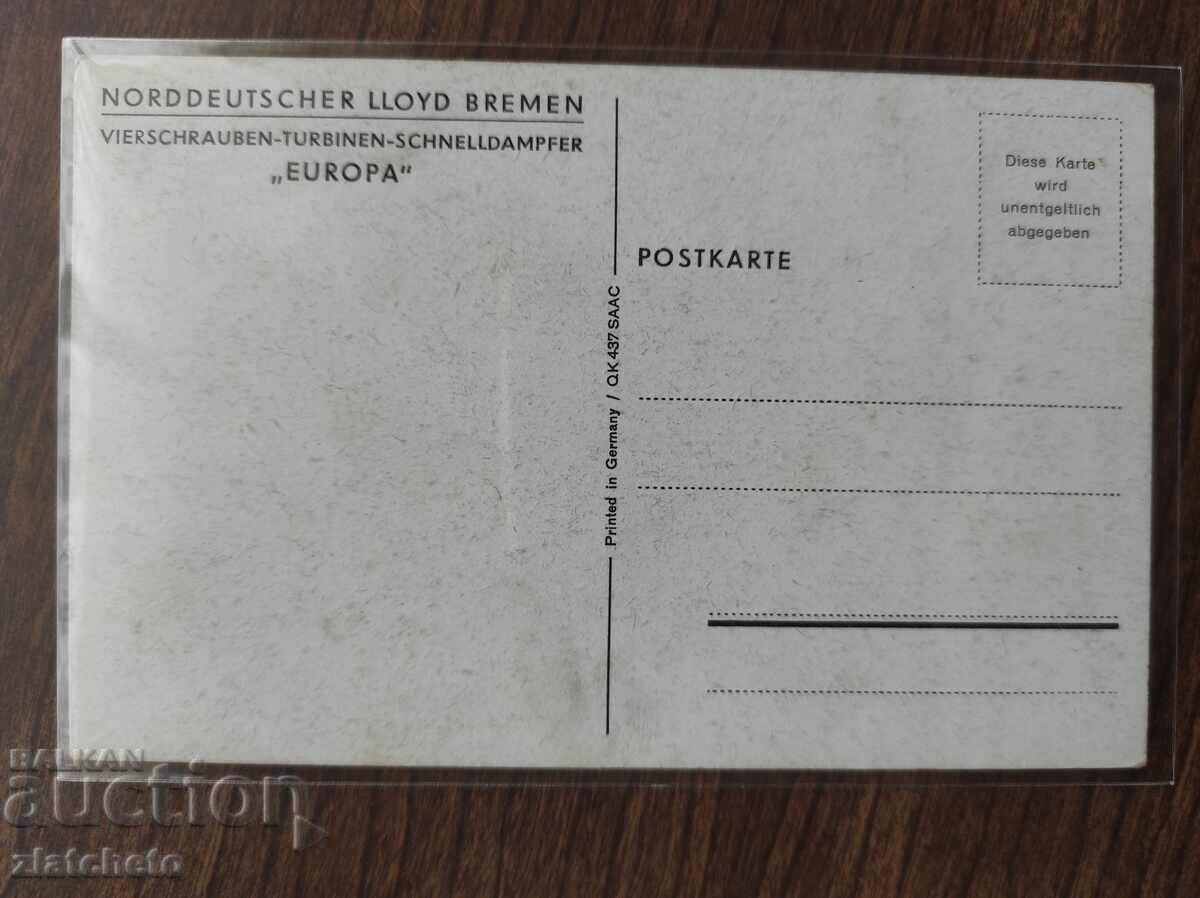 NORDDEUTSCHER LLOYD BREMEN
VIERSCHRAUBEN-TURBINEN-SCHNELLDAMPFER
„EUROPA"
Diese Karte
wird
unentgeltlich
abgegeben
POSTKARTE
Printed in Germany / QK 437 SAAC
BALKAN
auction
zlatcheto